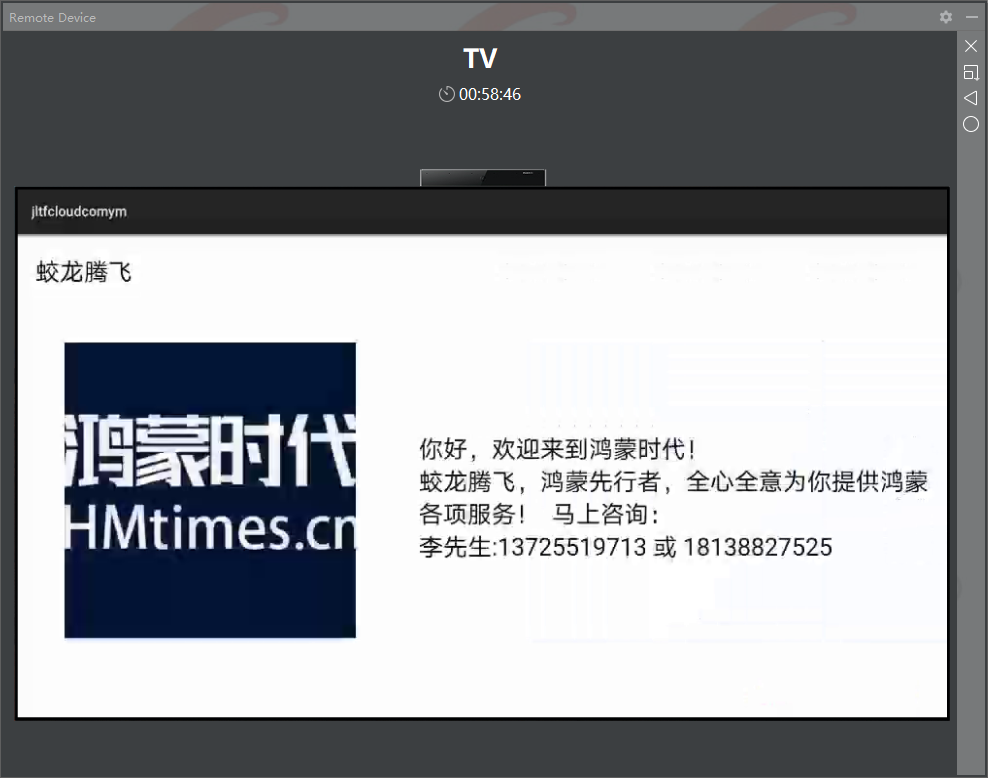 Remote Device
TV
00:58:46
jltfcloudcomym
蛟龙腾飞
鸿蒙时代
HMtimes.cn
你好，欢迎来到鸿蒙时代！
蛟龙腾飞，鸿蒙先行者，全心全意为你提供鸿蒙
各项服务！ 马上咨询：
李先生:13725519713 或 18138827525